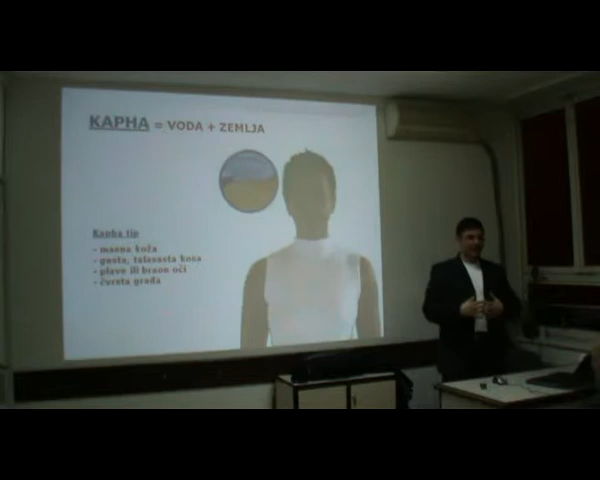 KAPHA = VODA + ZEMLJA
Kapha tip
- masna koža
- gusta, talasasta kosa
- plave ili braon oči
- čvrsta građa